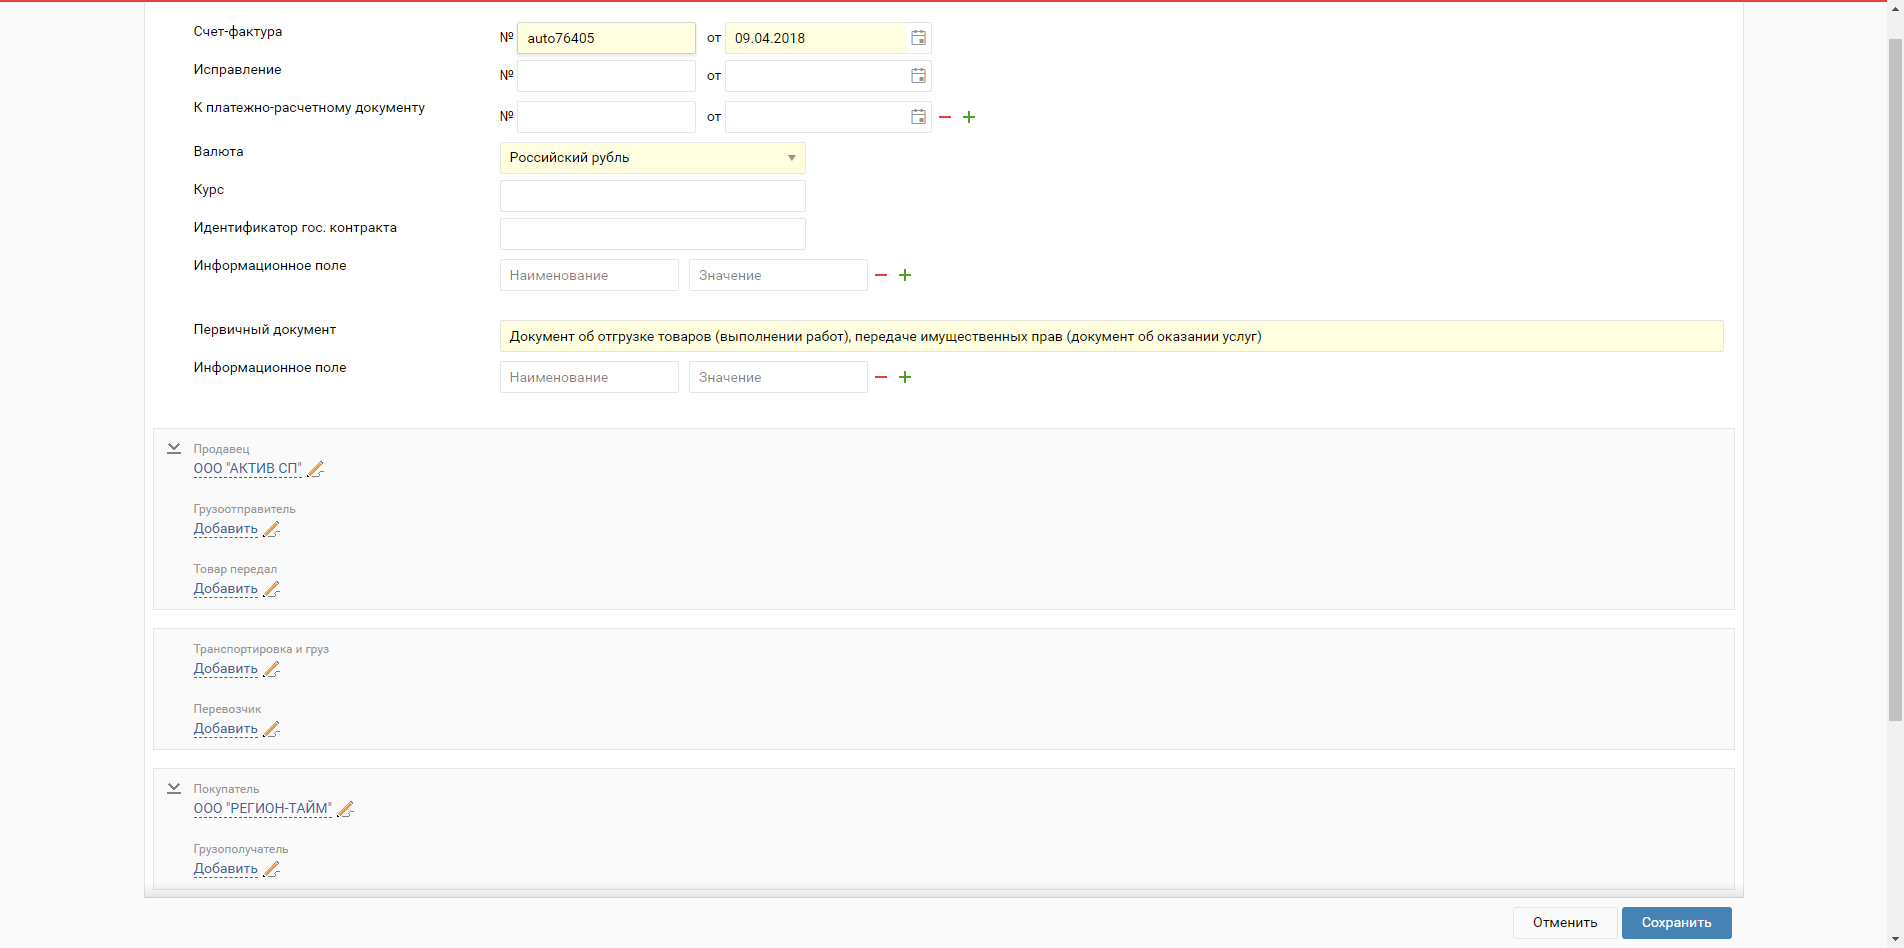 Счет-фактура № auto76405 от 09.04.2018
Исправление № от
К платежно-расчетному документу № от
Валюта Российский рубль
Курс
Идентификатор гос. контракта
Информационное поле Наименование Значение
Первичный документ Документ об отгрузке товаров (выполнении работ), передаче имущественных прав (документ об оказании услуг)
Информационное поле Наименование Значение
Продавец
ООО "АКТИВ СП"
Грузоотправитель
Добавить
Товар передал
Добавить
Транспортировка и груз
Добавить
Перевозчик
Добавить
Покупатель
ООО "РЕГИОН-ТАЙМ"
Грузополучатель
Добавить
Отменить Сохранить